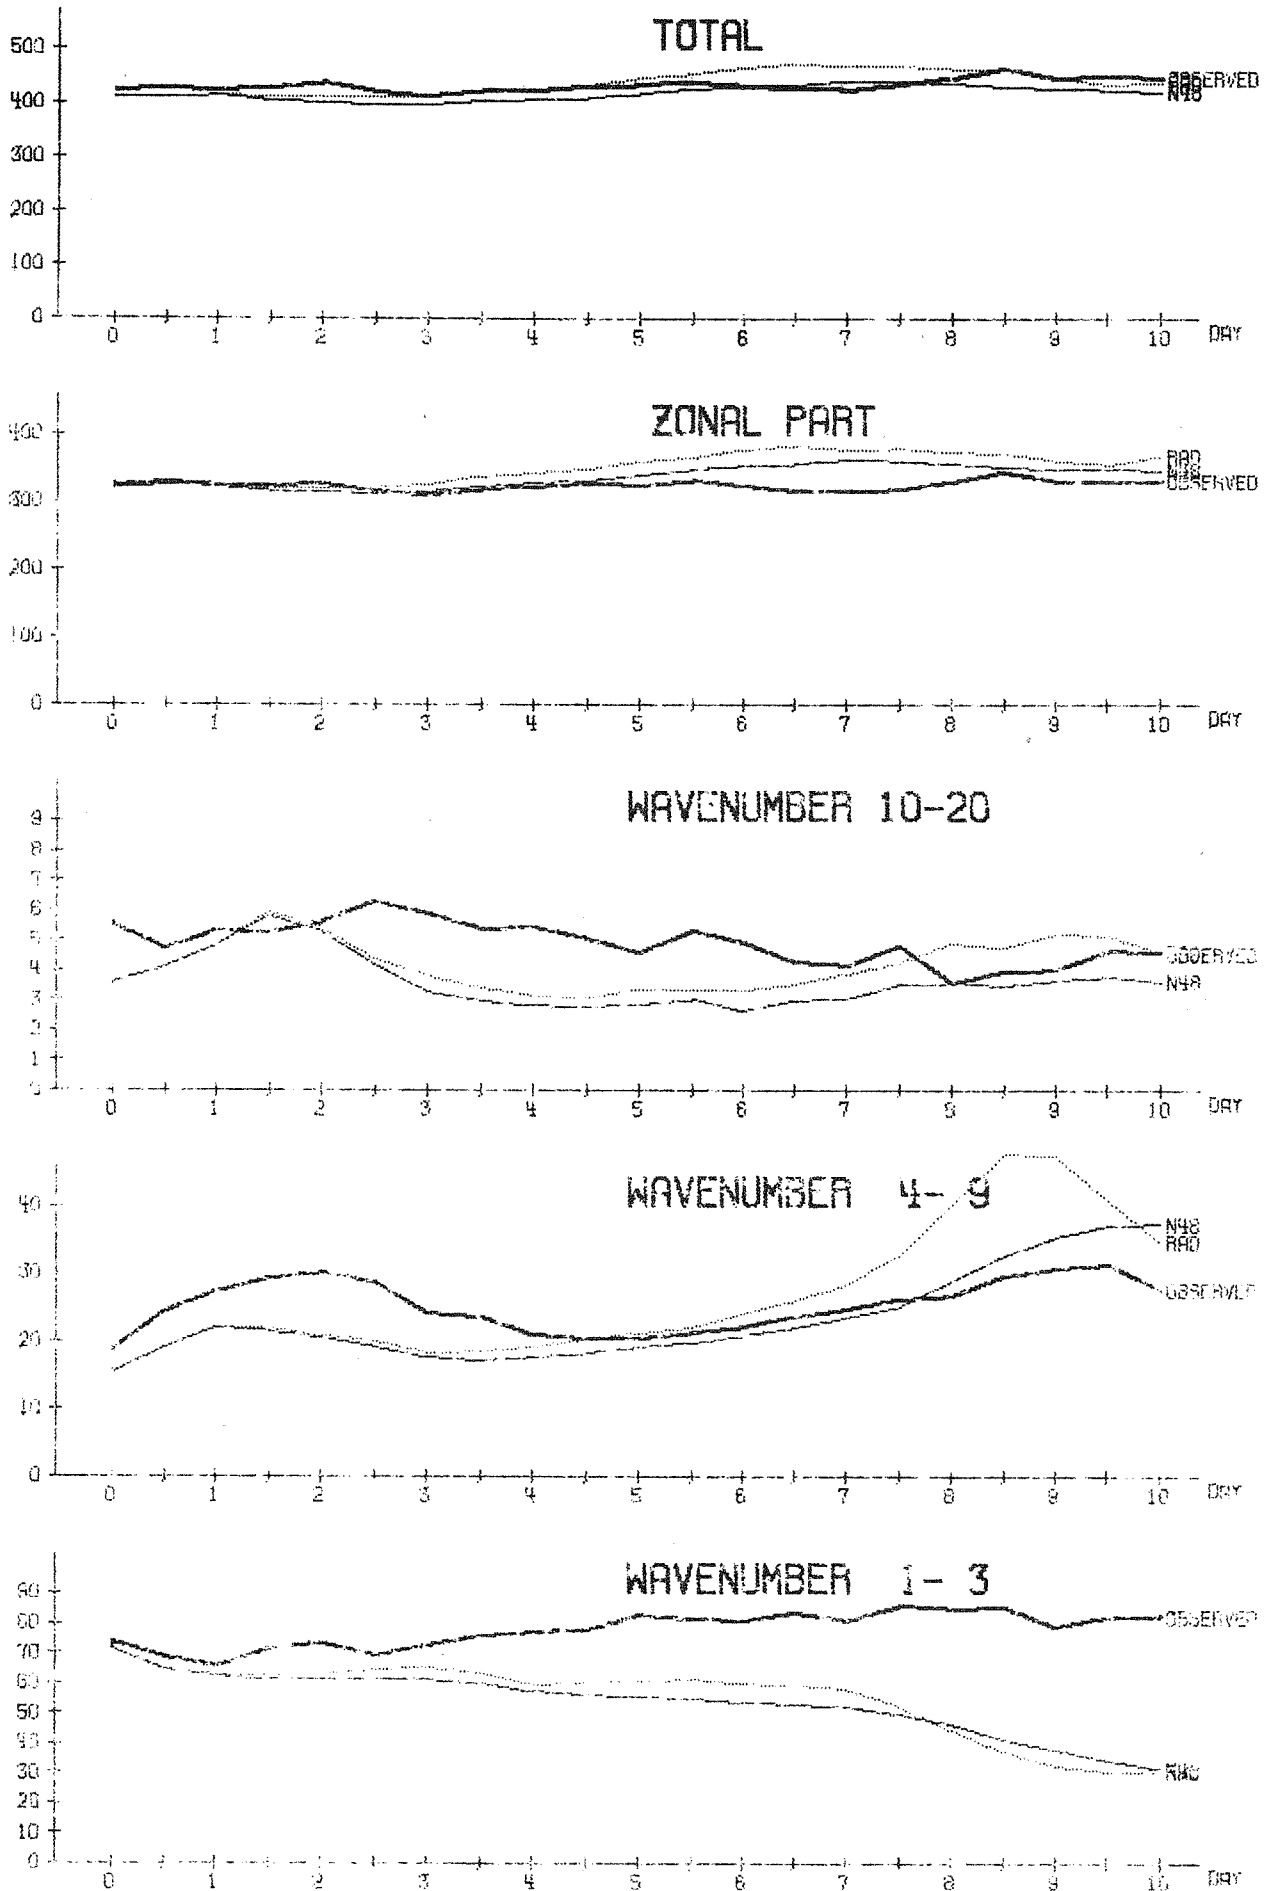 TOTAL
500
400
300
200
100
0
OBSERVED
N48
0 1 2 3 4 5 6 7 8 9 10 DAY
ZONAL PART
400
300
200
100
0
RAD
N48
OBSERVED
0 1 2 3 4 5 6 7 8 9 10 DAY
WAVENUMBER 10-20
9
8
7
6
5
4
3
2
1
0
OBSERVED
N48
0 1 2 3 4 5 6 7 8 9 10 DAY
WAVENUMBER 4- 9
40
30
20
10
0
N48
RAD
OBSERVED
0 1 2 3 4 5 6 7 8 9 10 DAY
WAVENUMBER 1- 3
90
80
70
60
50
40
30
20
10
0
OBSERVED
0 1 2 3 4 5 6 7 8 9 10 DAY